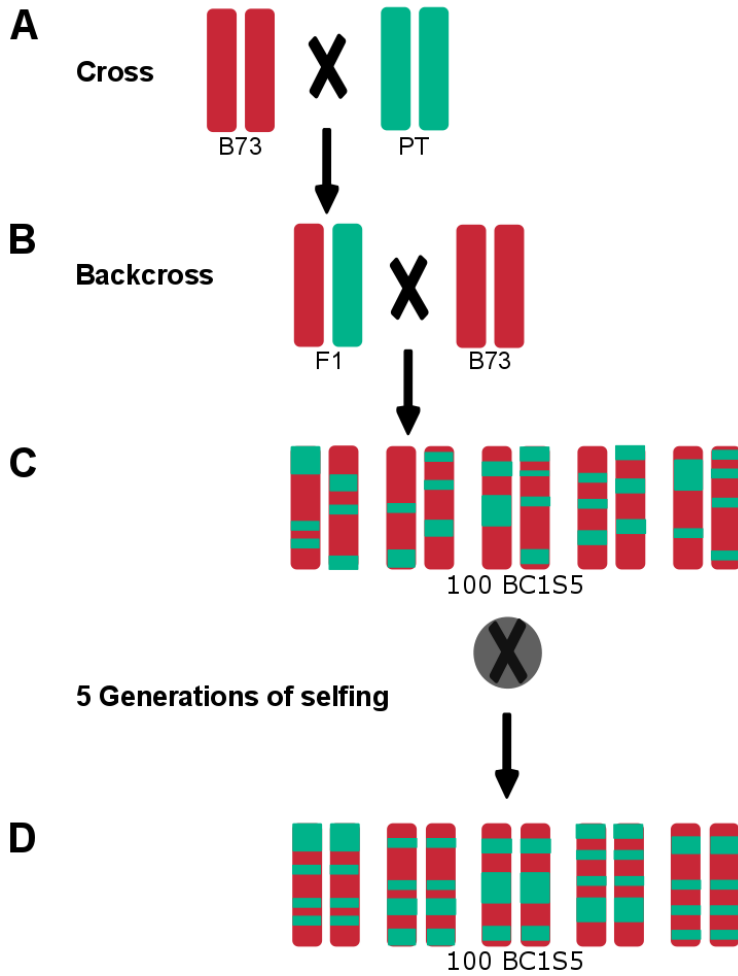 A
Cross
B73
PT
B
Backcross
F1
B73
C
100 BC1S5
5 Generations of selfing
D
100 BC1S5